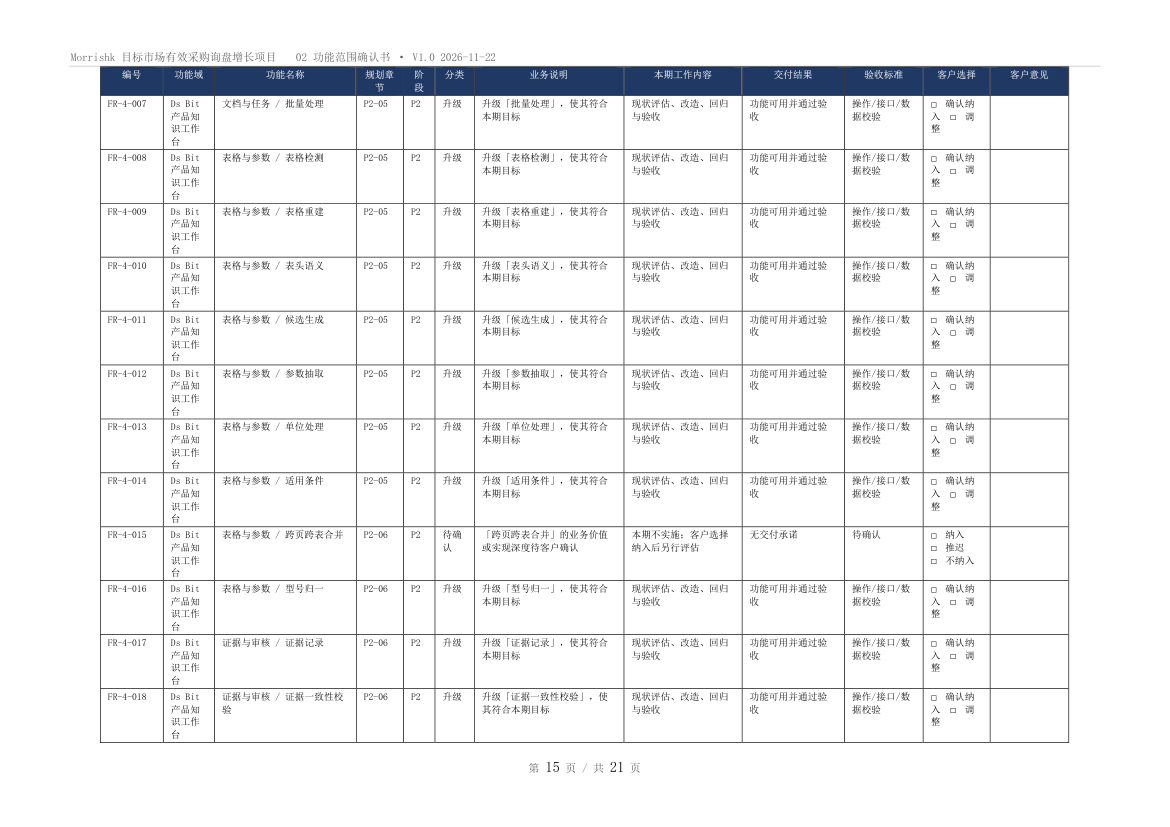 Morrishk 目标市场有效采购询盘增长项目  02 功能范围确认书 • V1.0 2026-11-22
编号 功能域 功能名称 规划章节 阶段 分类 业务说明 本期工作内容 交付结果 验收标准 客户选择 客户意见
FR-4-007 Ds Bit 产品知识工作台 文档与任务 / 批量处理 P2-05 P2 升级 升级「批量处理」，使其符合本期目标 现状评估、改造、回归与验收 功能可用并通过验收 操作/接口/数据校验 □ 确认纳入 □ 调整
FR-4-008 Ds Bit 产品知识工作台 表格与参数 / 表格检测 P2-05 P2 升级 升级「表格检测」，使其符合本期目标 现状评估、改造、回归与验收 功能可用并通过验收 操作/接口/数据校验 □ 确认纳入 □ 调整
FR-4-009 Ds Bit 产品知识工作台 表格与参数 / 表格重建 P2-05 P2 升级 升级「表格重建」，使其符合本期目标 现状评估、改造、回归与验收 功能可用并通过验收 操作/接口/数据校验 □ 确认纳入 □ 调整
FR-4-010 Ds Bit 产品知识工作台 表格与参数 / 表头语义 P2-05 P2 升级 升级「表头语义」，使其符合本期目标 现状评估、改造、回归与验收 功能可用并通过验收 操作/接口/数据校验 □ 确认纳入 □ 调整
FR-4-011 Ds Bit 产品知识工作台 表格与参数 / 候选生成 P2-05 P2 升级 升级「候选生成」，使其符合本期目标 现状评估、改造、回归与验收 功能可用并通过验收 操作/接口/数据校验 □ 确认纳入 □ 调整
FR-4-012 Ds Bit 产品知识工作台 表格与参数 / 参数抽取 P2-05 P2 升级 升级「参数抽取」，使其符合本期目标 现状评估、改造、回归与验收 功能可用并通过验收 操作/接口/数据校验 □ 确认纳入 □ 调整
FR-4-013 Ds Bit 产品知识工作台 表格与参数 / 单位处理 P2-05 P2 升级 升级「单位处理」，使其符合本期目标 现状评估、改造、回归与验收 功能可用并通过验收 操作/接口/数据校验 □ 确认纳入 □ 调整
FR-4-014 Ds Bit 产品知识工作台 表格与参数 / 适用条件 P2-05 P2 升级 升级「适用条件」，使其符合本期目标 现状评估、改造、回归与验收 功能可用并通过验收 操作/接口/数据校验 □ 确认纳入 □ 调整
FR-4-015 Ds Bit 产品知识工作台 表格与参数 / 跨页跨表合并 P2-06 P2 待确认 「跨页跨表合并」的业务价值或实现深度待客户确认 本期不实施；客户选择纳入后另行评估 无交付承诺 待确认 □ 纳入 □ 推迟 □ 不纳入
FR-4-016 Ds Bit 产品知识工作台 表格与参数 / 型号归一 P2-06 P2 升级 升级「型号归一」，使其符合本期目标 现状评估、改造、回归与验收 功能可用并通过验收 操作/接口/数据校验 □ 确认纳入 □ 调整
FR-4-017 Ds Bit 产品知识工作台 证据与审核 / 证据记录 P2-06 P2 升级 升级「证据记录」，使其符合本期目标 现状评估、改造、回归与验收 功能可用并通过验收 操作/接口/数据校验 □ 确认纳入 □ 调整
FR-4-018 Ds Bit 产品知识工作台 证据与审核 / 证据一致性校验 P2-06 P2 升级 升级「证据一致性校验」，使其符合本期目标 现状评估、改造、回归与验收 功能可用并通过验收 操作/接口/数据校验 □ 确认纳入 □ 调整
第 15 页 / 共 21 页